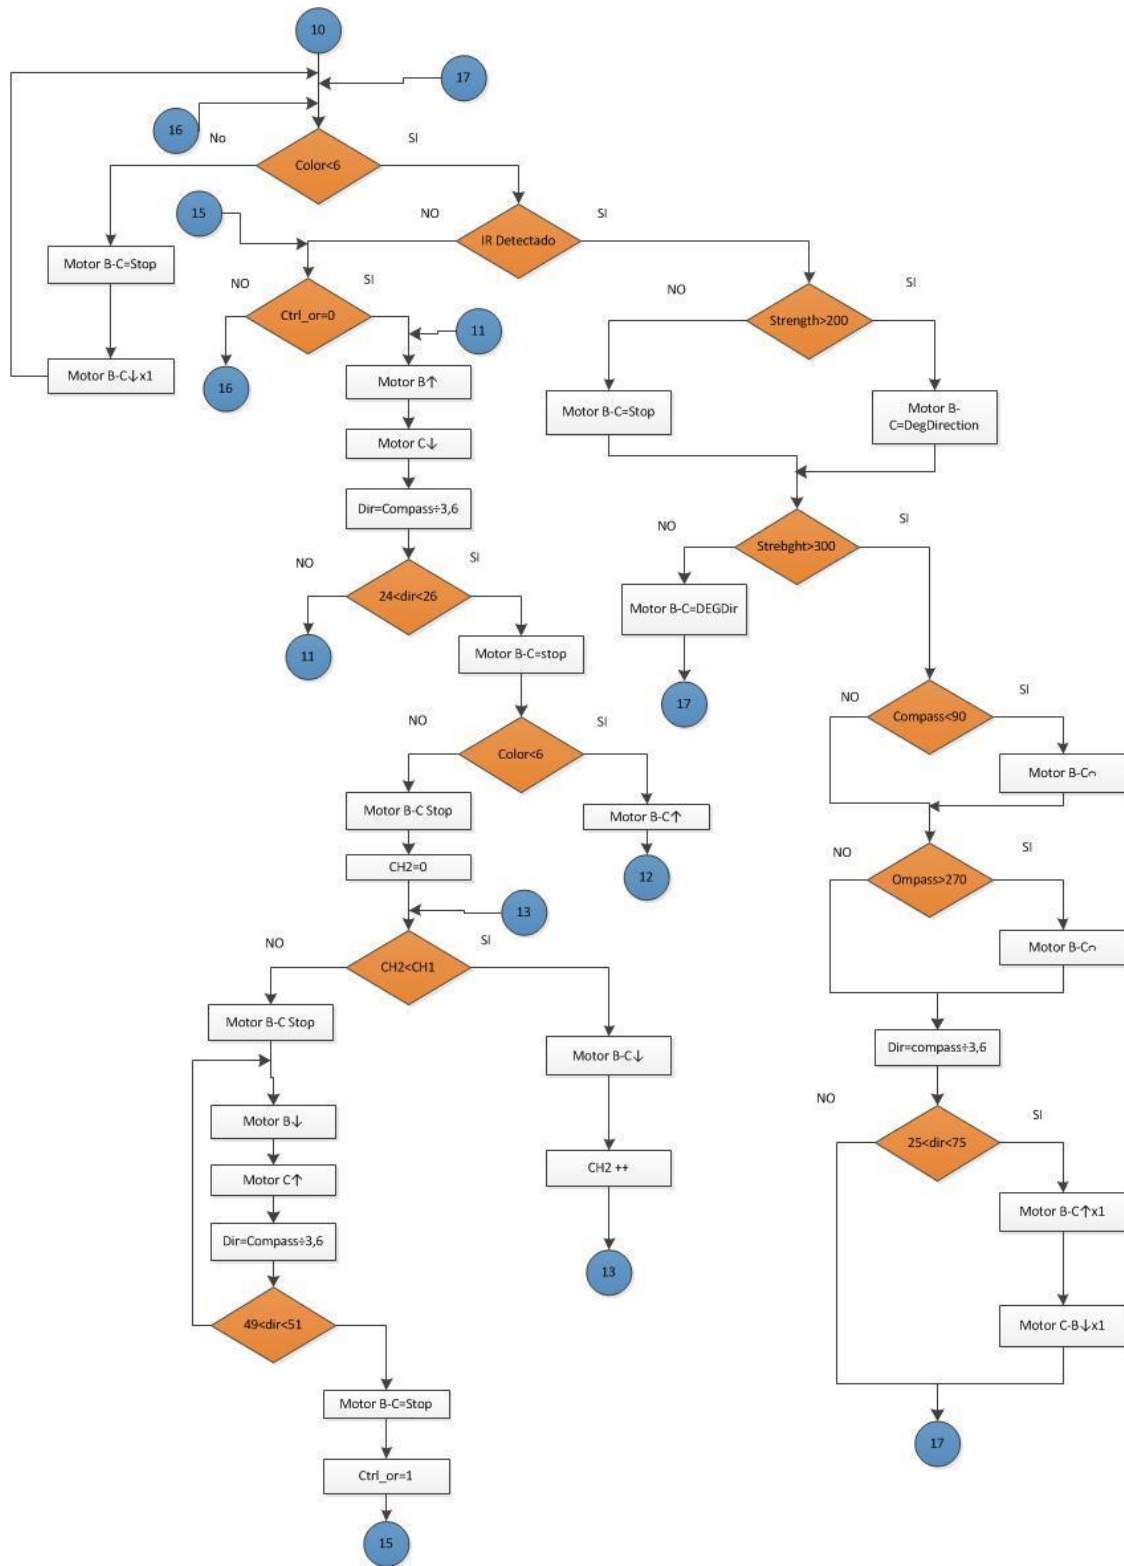 10
17
16
No
SI
Color<6
15
NO
SI
IR Detectado
Motor B-C=Stop
NO
SI
Ctrl_or=0
NO
SI
Strength>200
11
16
Motor B-C↓x1
Motor B↑
Motor B-C=Stop
Motor B-
C=DegDirection
Motor C↓
Dir=Compass÷3,6
NO
SI
Strebght>300
NO
SI
24<dir<26
Motor B-C=DEGDir
11
Motor B-C=stop
17
NO
SI
Compass<90
NO
SI
Color<6
Motor B-C↷
Motor B-C Stop
Motor B-C↑
NO
SI
CH2=0
12
Ompass>270
13
NO
SI
CH2<CH1
Motor B-C↷
Motor B-C Stop
Motor B-C↓
Dir=compass÷3,6
NO
SI
Motor B↓
25<dir<75
Motor C↑
CH2 ++
Motor B-C↑x1
Dir=Compass÷3,6
13
49<dir<51
Motor C-B↓x1
Motor B-C=Stop
17
Ctrl_or=1
15